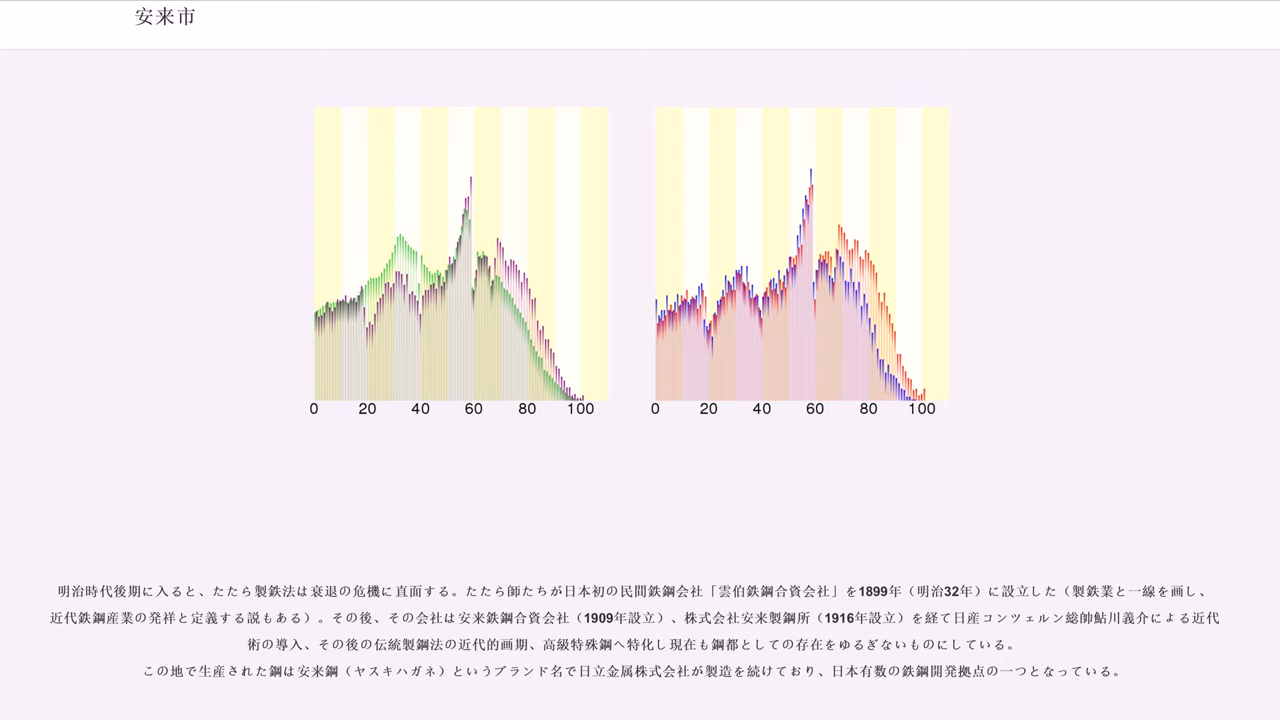 安来市
0 20 40 60 80 100
0 20 40 60 80 100
明治時代後期に入ると、たたら製鉄法は衰退の危機に直面する。たたら師たちが日本初の民間鉄鋼会社「雲伯鉄鋼合資会社」を1899年（明治32年）に設立した（製鉄業と一線を画し、
近代鉄鋼産業の発祥と定義する説もある）。その後、その会社は安来鉄鋼合資会社（1909年設立）、株式会社安来製鋼所（1916年設立）を経て日産コンツェルン総帥鮎川義介による近代
術の導入、その後の伝統製鋼法の近代的画期、高級特殊鋼へ特化し現在も鋼都としての存在をゆるぎないものにしている。
この地で生産された鋼は安来鋼（ヤスキハガネ）というブランド名で日立金属株式会社が製造を続けており、日本有数の鉄鋼開発拠点の一つとなっている。